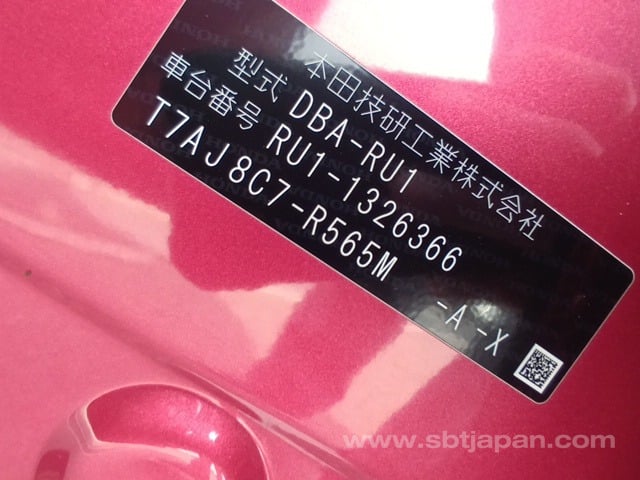 本田技研工業株式会社
型式 DBA-RU1
車台番号 RU1-1326366
T7AJ8C7-R565M -A -X
www.sbtjapan.com